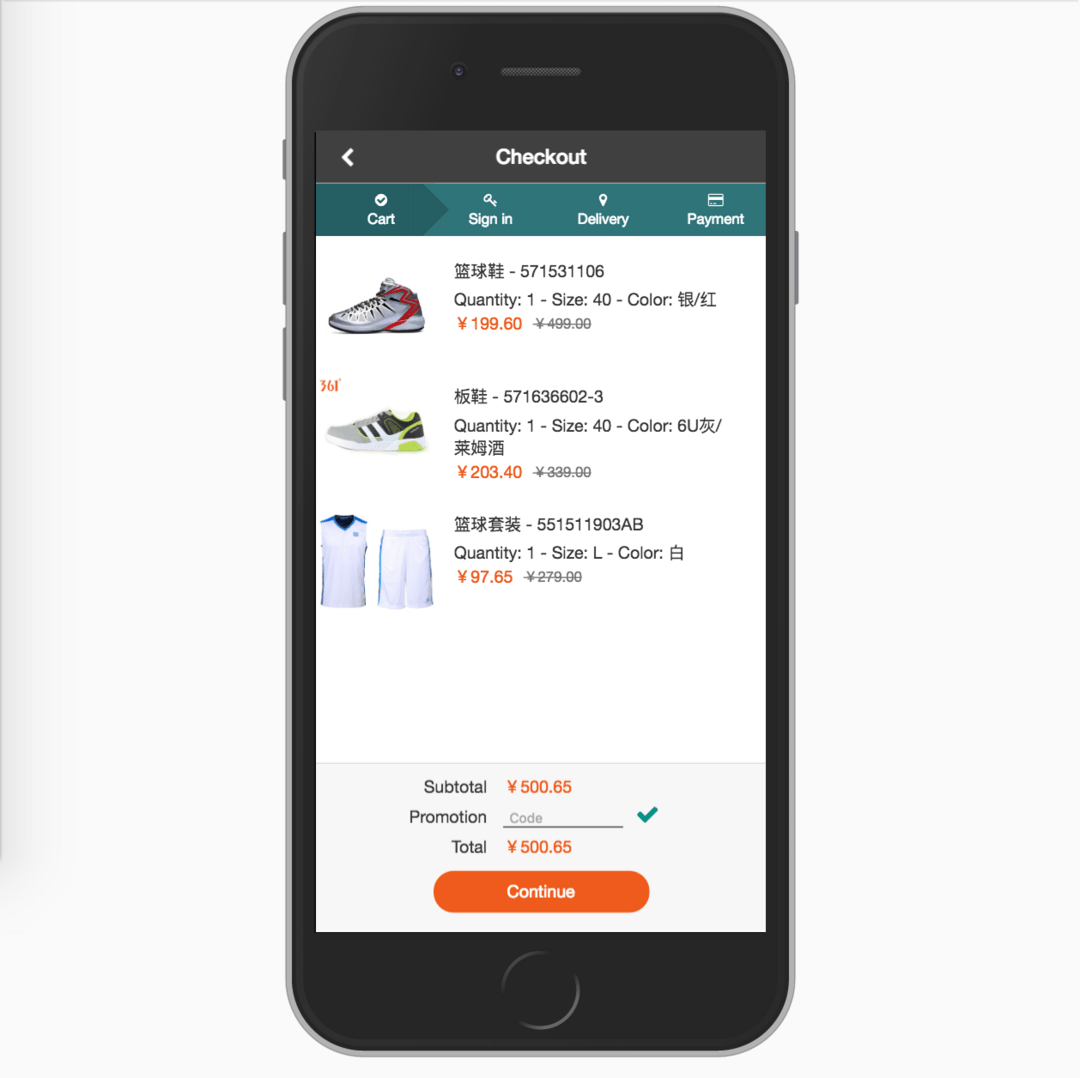 Checkout
Cart
Sign in
Delivery
Payment
篮球鞋 - 571531106
Quantity: 1 - Size: 40 - Color: 银/红
¥199.60 ¥499.00
361°
板鞋 - 571636602-3
Quantity: 1 - Size: 40 - Color: 6U灰/
莱姆酒
¥203.40 ¥339.00
篮球套装 - 551511903AB
Quantity: 1 - Size: L - Color: 白
¥97.65 ¥279.00
Subtotal ¥500.65
Promotion Code
Total ¥500.65
Continue